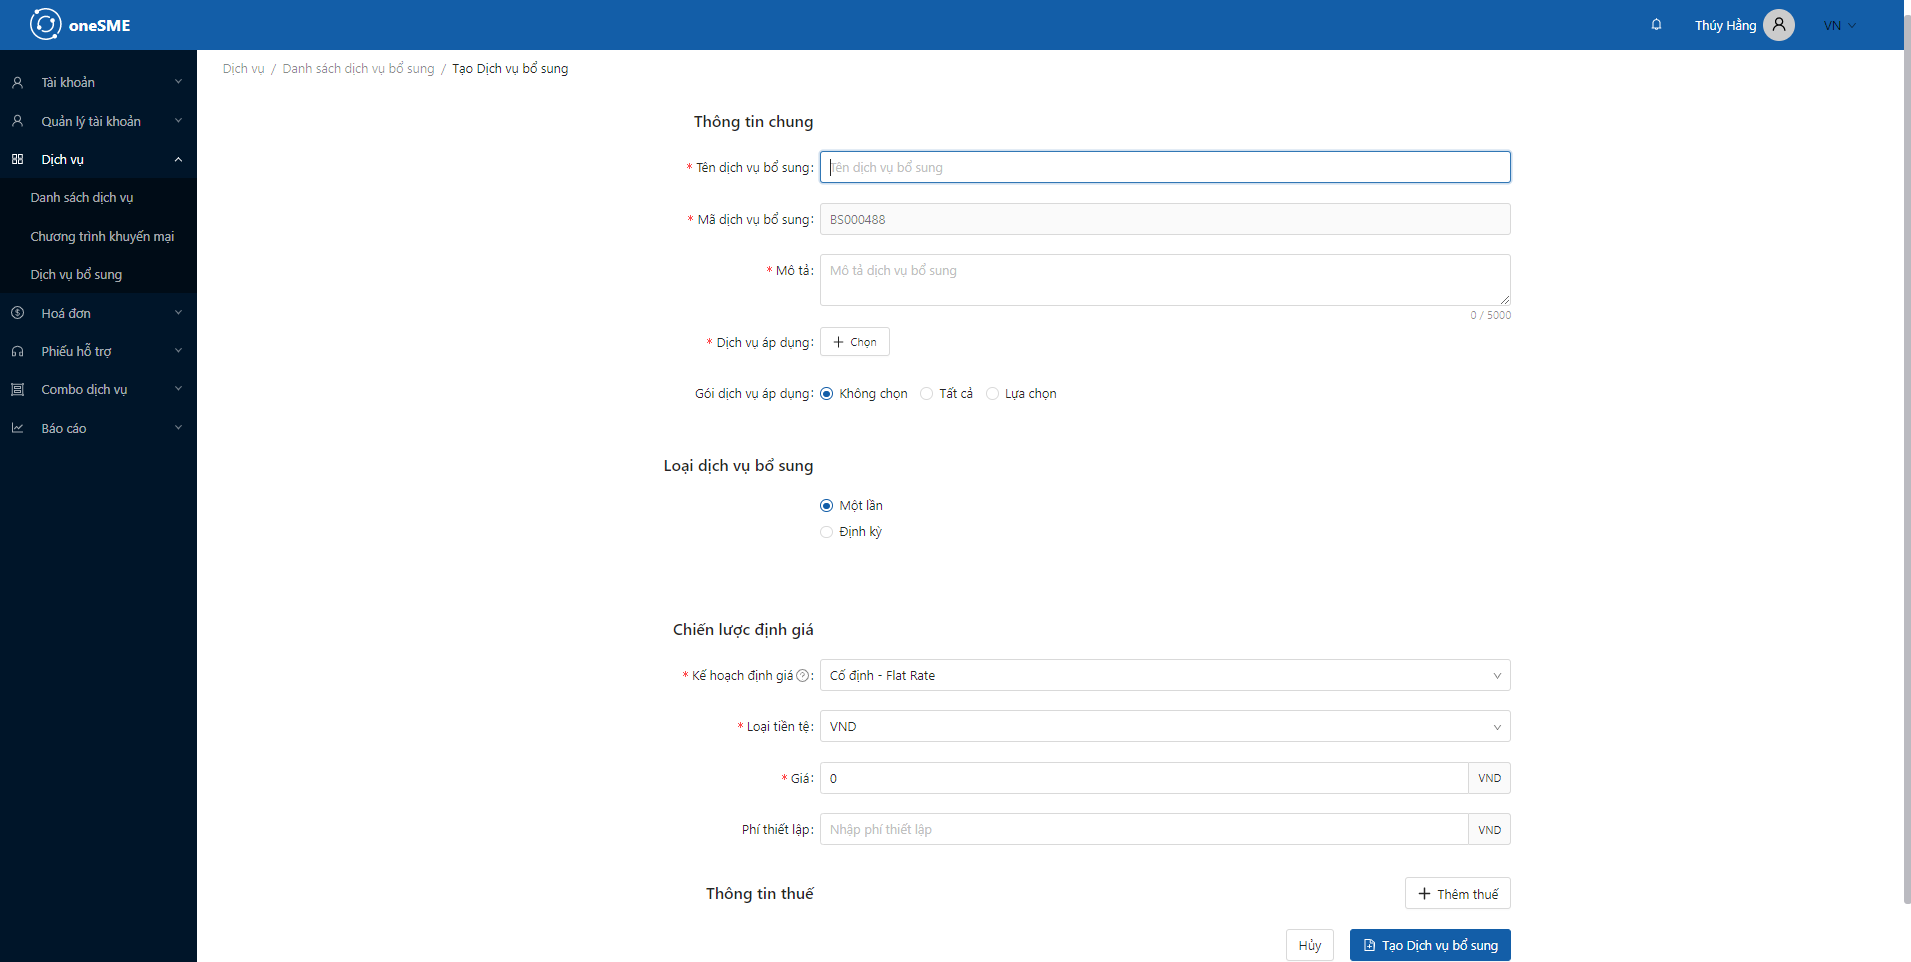 oneSME
Thúy Hằng
VN
Tài khoản
Quản lý tài khoản
Dịch vụ
Danh sách dịch vụ
Chương trình khuyến mại
Dịch vụ bổ sung
Hoá đơn
Phiếu hỗ trợ
Combo dịch vụ
Báo cáo
Dịch vụ / Danh sách dịch vụ bổ sung / Tạo Dịch vụ bổ sung
Thông tin chung
* Tên dịch vụ bổ sung: Tên dịch vụ bổ sung
* Mã dịch vụ bổ sung: BS000488
* Mô tả: Mô tả dịch vụ bổ sung
0 / 5000
* Dịch vụ áp dụng: + Chọn
Gói dịch vụ áp dụng: Không chọn Tất cả Lựa chọn
Loại dịch vụ bổ sung
Một lần
Định kỳ
Chiến lược định giá
* Kế hoạch định giá ? : Cố định - Flat Rate
* Loại tiền tệ: VND
* Giá: 0 VND
Phí thiết lập: Nhập phí thiết lập VND
Thông tin thuế + Thêm thuế
Hủy Tạo Dịch vụ bổ sung